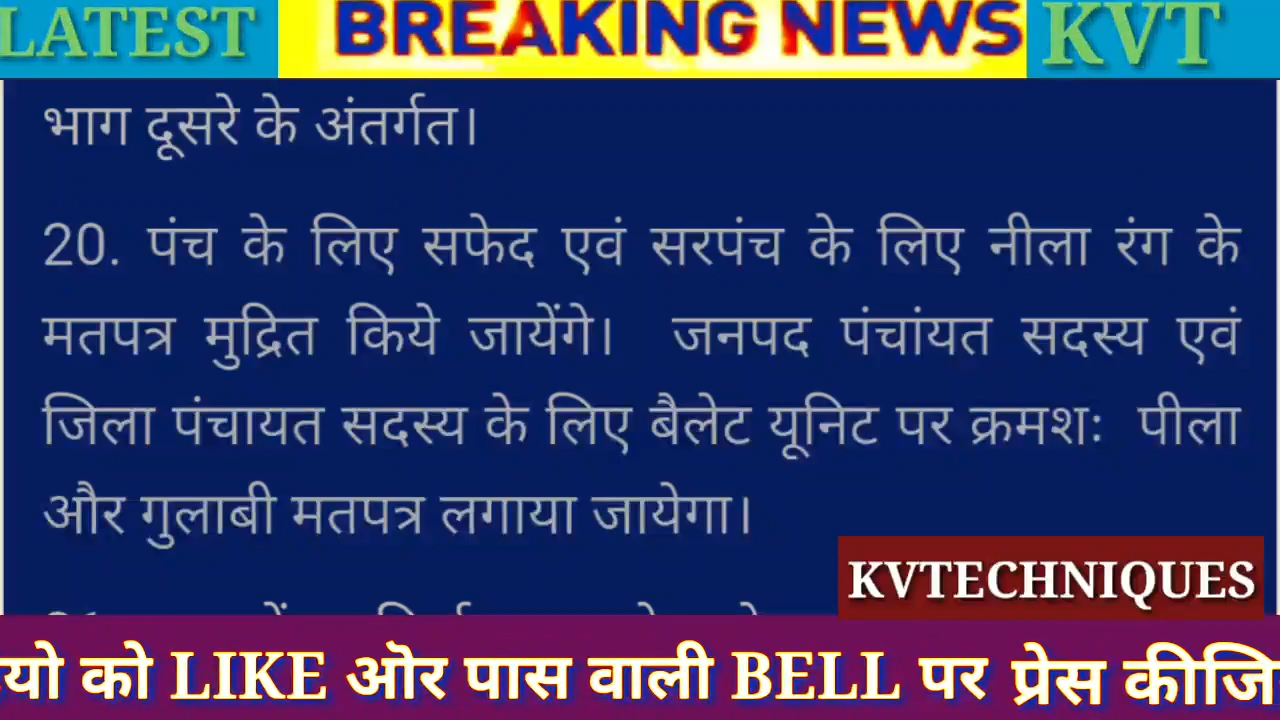 LATEST BREAKING NEWS KVT
भाग दूसरे के अंतर्गत।
20. पंच के लिए सफेद एवं सरपंच के लिए नीला रंग के
मतपत्र मुद्रित किये जायेंगे। जनपद पंचांयत सदस्य एवं
जिला पंचायत सदस्य के लिए बैलेट यूनिट पर क्रमशः पीला
और गुलाबी मतपत्र लगाया जायेगा।
KVTECHNIQUES
को LIKE ऒर पास वाली BELL पर प्रेस